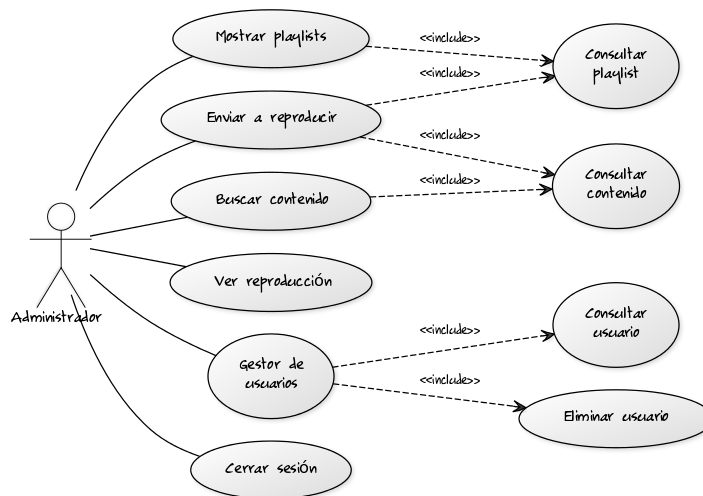 Mostrar playlists
<<include>>
Consultar
playlist
<<include>>
Enviar a reproducir
<<include>>
Consultar
contenido
<<include>>
Buscar contenido
Ver reproducción
Administrador
Consultar
usuario
<<include>>
Gestor de
usuarios
<<include>>
Eliminar usuario
Cerrar sesión